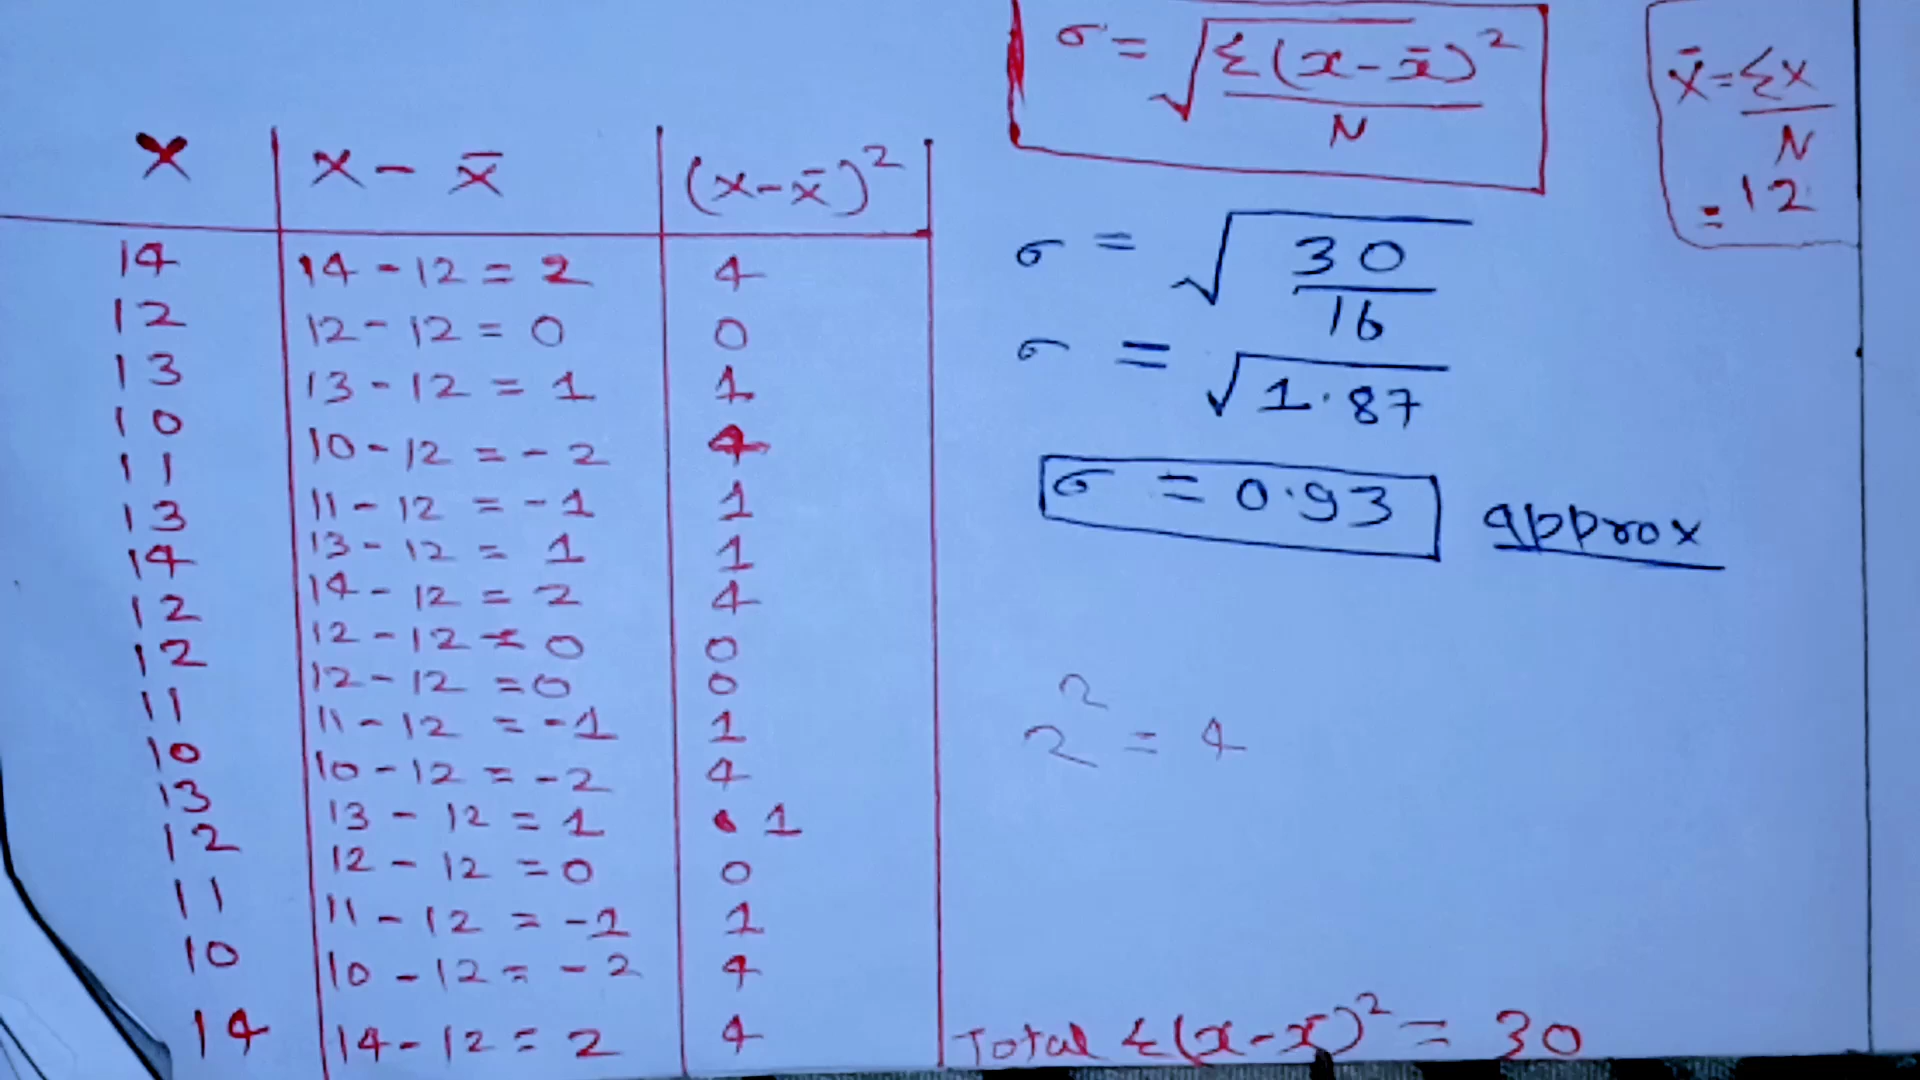 σ = √Σ(x-x̄)²/N
x̄ = Σx/N
= 12
x | x - x̄ | (x-x̄)²
14 | 14 - 12 = 2 | 4
12 | 12 - 12 = 0 | 0
13 | 13 - 12 = 1 | 1
10 | 10 - 12 = - 2 | 4
11 | 11 - 12 = - 1 | 1
13 | 13 - 12 = 1 | 1
14 | 14 - 12 = 2 | 4
12 | 12 - 12 = 0 | 0
12 | 12 - 12 = 0 | 0
11 | 11 - 12 = - 1 | 1
10 | 10 - 12 = - 2 | 4
13 | 13 - 12 = 1 | 1
12 | 12 - 12 = 0 | 0
11 | 11 - 12 = - 1 | 1
10 | 10 - 12 = - 2 | 4
14 | 14 - 12 = 2 | 4
σ = √30/16
σ = √1.87
σ = 0.93 approx
2² = 4
Total Σ(x-x̄)² = 30